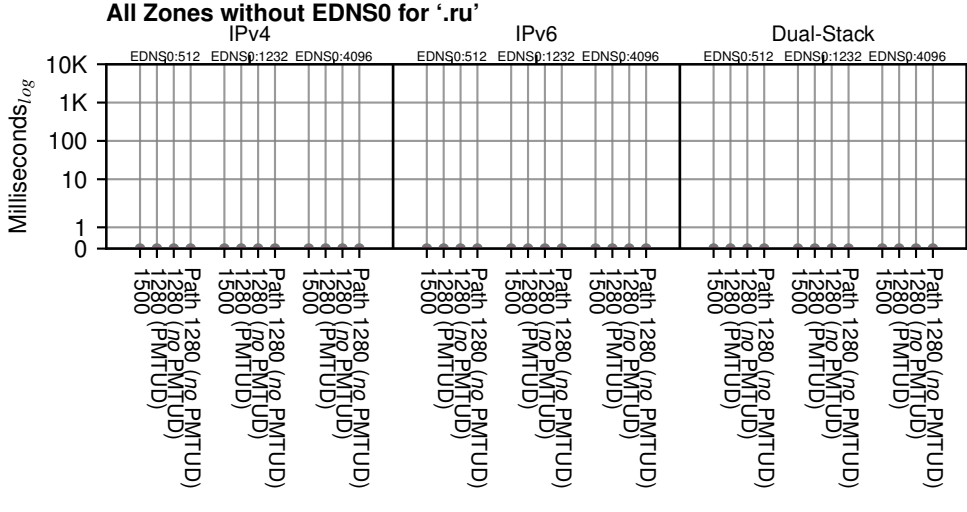 All Zones without EDNS0 for ‘.ru’
IPv4 IPv6 Dual-Stack
EDNS0:512 EDNS0:1232 EDNS0:4096 EDNS0:512 EDNS0:1232 EDNS0:4096 EDNS0:512 EDNS0:1232 EDNS0:4096
Millisecondslog
10K
1K
100
10
1
0
1500
1280 (PMTUD)
1280 (no PMTUD)
Path 1280 (no PMTUD)
1500
1280 (PMTUD)
1280 (no PMTUD)
Path 1280 (no PMTUD)
1500
1280 (PMTUD)
1280 (no PMTUD)
Path 1280 (no PMTUD)
1500
1280 (PMTUD)
1280 (no PMTUD)
Path 1280 (no PMTUD)
1500
1280 (PMTUD)
1280 (no PMTUD)
Path 1280 (no PMTUD)
1500
1280 (PMTUD)
1280 (no PMTUD)
Path 1280 (no PMTUD)
1500
1280 (PMTUD)
1280 (no PMTUD)
Path 1280 (no PMTUD)
1500
1280 (PMTUD)
1280 (no PMTUD)
Path 1280 (no PMTUD)
1500
1280 (PMTUD)
1280 (no PMTUD)
Path 1280 (no PMTUD)